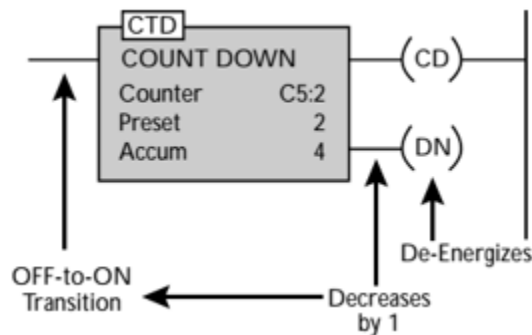 CTD
COUNT DOWN
Counter C5:2
Preset 2
Accum 4
CD
DN
De-Energizes
OFF-to-ON
Transition
Decreases
by 1